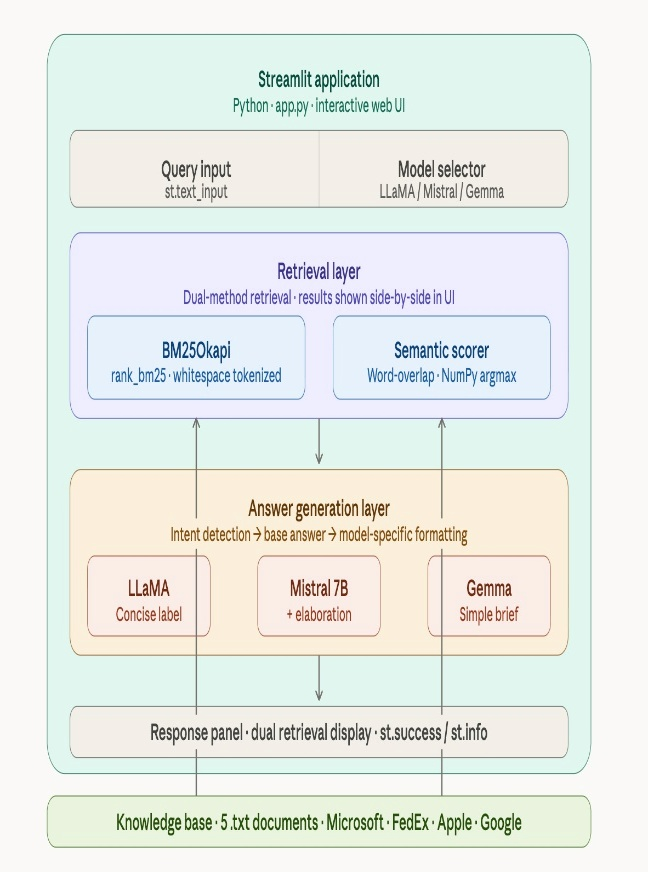 Streamlit application
Python · app.py · interactive web UI
Query input
st.text_input
Model selector
LLaMA / Mistral / Gemma
Retrieval layer
Dual-method retrieval · results shown side-by-side in UI
BM25Okapi
rank_bm25 · whitespace tokenized
Semantic scorer
Word-overlap · NumPy argmax
Answer generation layer
Intent detection → base answer → model-specific formatting
LLaMA
Concise label
Mistral 7B
+ elaboration
Gemma
Simple brief
Response panel · dual retrieval display · st.success / st.info
Knowledge base · 5 .txt documents · Microsoft · FedEx · Apple · Google